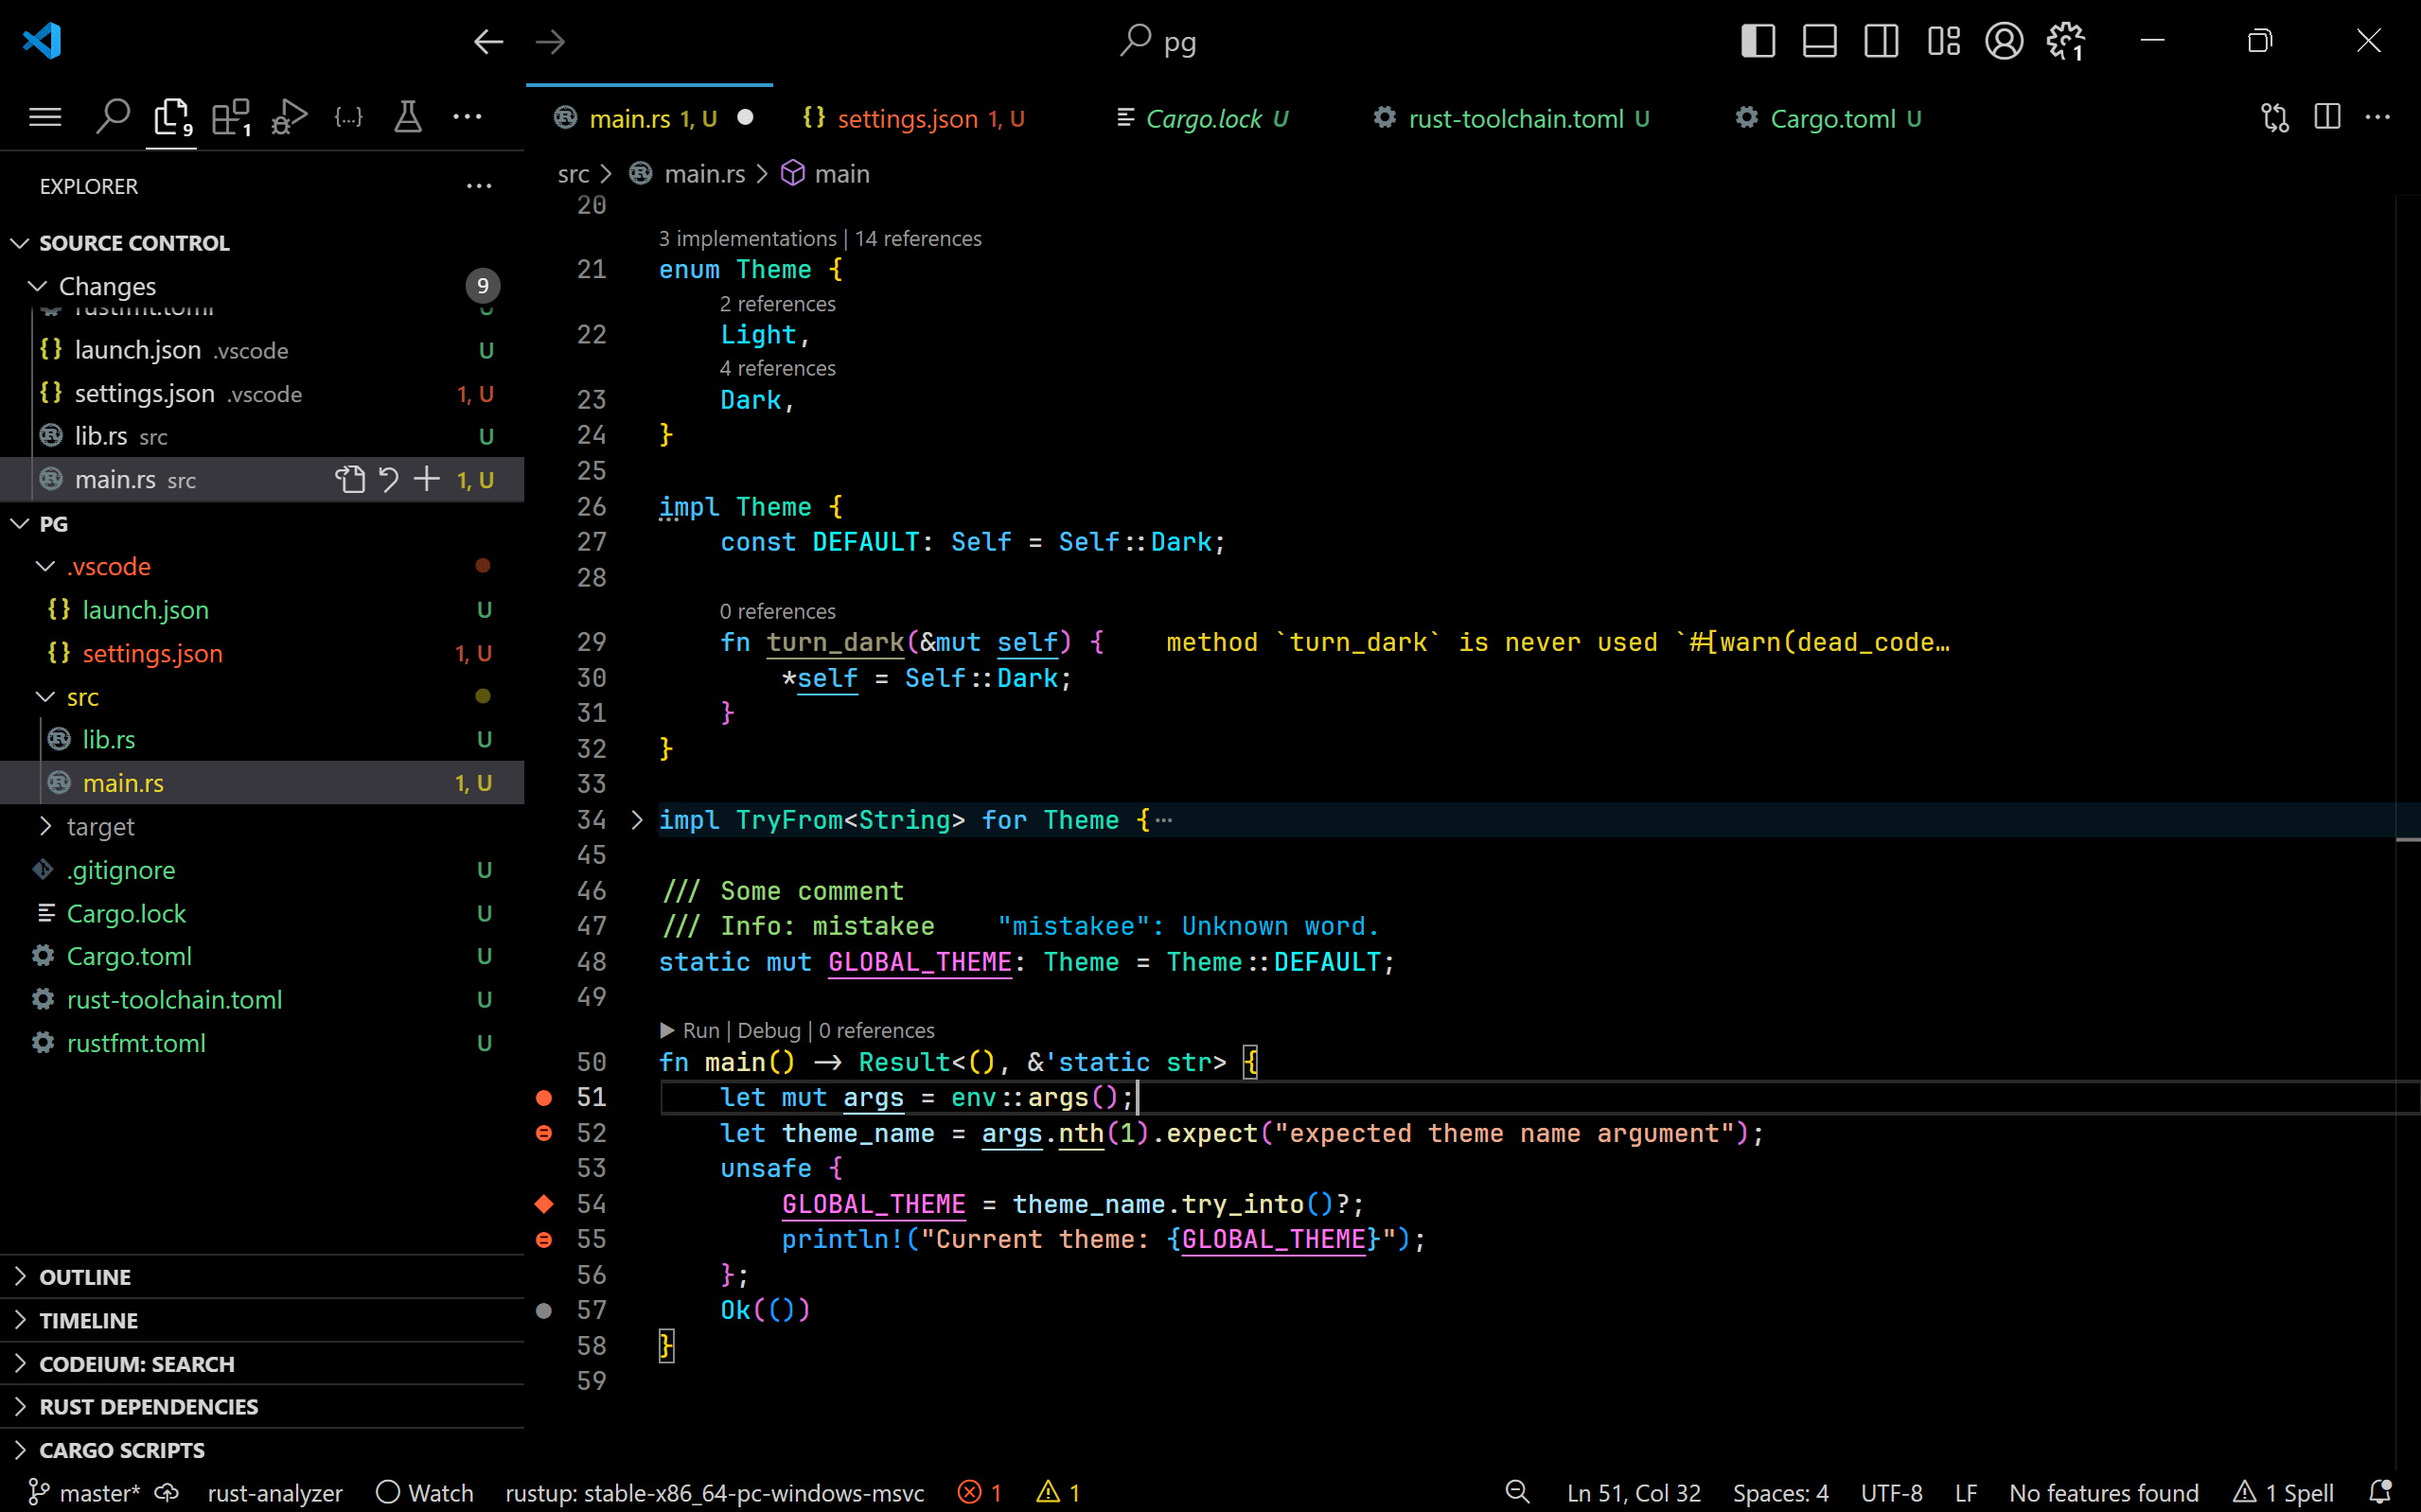 pg
1
9
1
main.rs 1, U
settings.json 1, U
Cargo.lock U
rust-toolchain.toml U
Cargo.toml U
EXPLORER
src > main.rs > main
SOURCE CONTROL
Changes 9
rustfmt.toml U
launch.json .vscode U
settings.json .vscode 1, U
lib.rs src U
main.rs src 1, U
PG
.vscode
launch.json U
settings.json 1, U
src
lib.rs U
main.rs 1, U
target
.gitignore U
Cargo.lock U
Cargo.toml U
rust-toolchain.toml U
rustfmt.toml U
OUTLINE
TIMELINE
CODEIUM: SEARCH
RUST DEPENDENCIES
CARGO SCRIPTS
20
3 implementations | 14 references
21 enum Theme {
2 references
22 Light,
4 references
23 Dark,
24 }
25
26 impl Theme {
27 const DEFAULT: Self = Self::Dark;
28
0 references
29 fn turn_dark(&mut self) { method `turn_dark` is never used `#[warn(dead_code…
30 *self = Self::Dark;
31 }
32 }
33
34 impl TryFrom<String> for Theme {⋯
45
46 /// Some comment
47 /// Info: mistakee "mistakee": Unknown word.
48 static mut GLOBAL_THEME: Theme = Theme::DEFAULT;
49
▶ Run | Debug | 0 references
50 fn main() -> Result<(), &'static str> {
51 let mut args = env::args();
52 let theme_name = args.nth(1).expect("expected theme name argument");
53 unsafe {
54 GLOBAL_THEME = theme_name.try_into()?;
55 println!("Current theme: {GLOBAL_THEME}");
56 };
57 Ok(())
58 }
59
master* rust-analyzer Watch rustup: stable-x86_64-pc-windows-msvc 1 1 Ln 51, Col 32 Spaces: 4 UTF-8 LF No features found 1 Spell